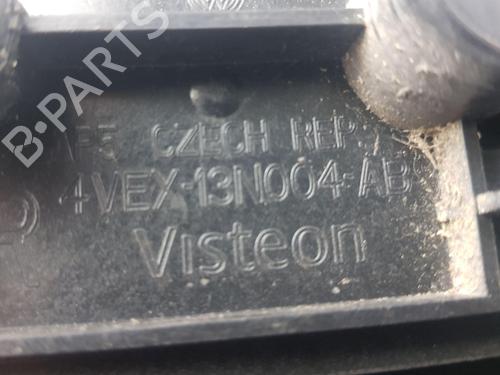 CZECH REP.
4VEX-13N004-AB
Visteon
B-PARTS